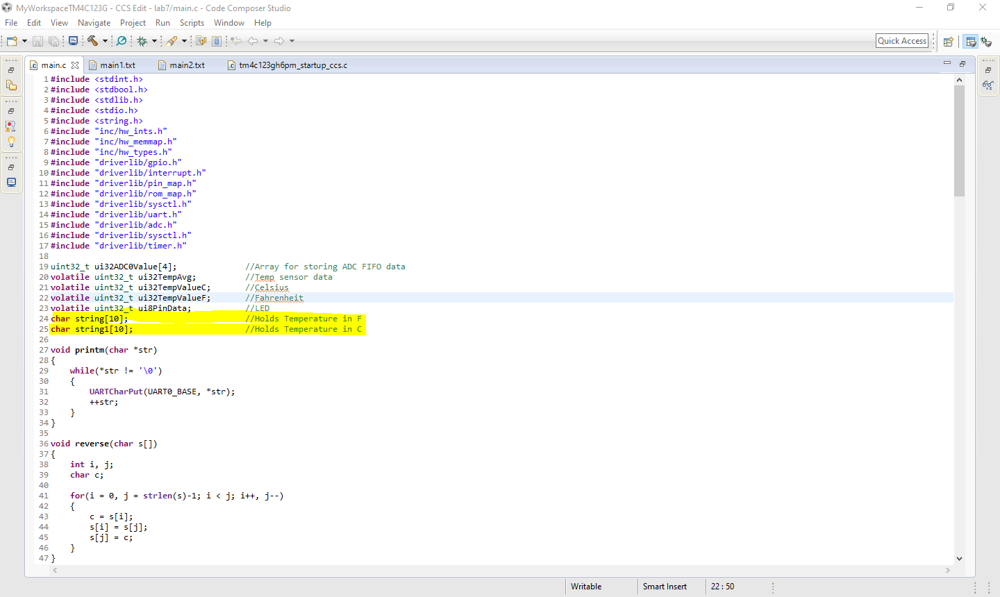 MyWorkspaceTM4C123G - CCS Edit - lab7/main.c - Code Composer Studio
File Edit View Navigate Project Run Scripts Window Help
Quick Access
main.c main1.txt main2.txt tm4c123gh6pm_startup_ccs.c
1 #include <stdint.h>
2 #include <stdbool.h>
3 #include <stdlib.h>
4 #include <stdio.h>
5 #include <string.h>
6 #include "inc/hw_ints.h"
7 #include "inc/hw_memmap.h"
8 #include "inc/hw_types.h"
9 #include "driverlib/gpio.h"
10 #include "driverlib/interrupt.h"
11 #include "driverlib/pin_map.h"
12 #include "driverlib/rom_map.h"
13 #include "driverlib/sysctl.h"
14 #include "driverlib/uart.h"
15 #include "driverlib/adc.h"
16 #include "driverlib/sysctl.h"
17 #include "driverlib/timer.h"
18
19 uint32_t ui32ADC0Value[4]; //Array for storing ADC FIFO data
20 volatile uint32_t ui32TempAvg; //Temp sensor data
21 volatile uint32_t ui32TempValueC; //Celsius
22 volatile uint32_t ui32TempValueF; //Fahrenheit
23 volatile uint32_t ui8PinData; //LED
24 char string[10]; //Holds Temperature in F
25 char string1[10]; //Holds Temperature in C
26
27 void printm(char *str)
28 {
29 while(*str != '\0')
30 {
31 UARTCharPut(UART0_BASE, *str);
32 ++str;
33 }
34 }
35
36 void reverse(char s[])
37 {
38 int i, j;
39 char c;
40
41 for(i = 0, j = strlen(s)-1; i < j; i++, j--)
42 {
43 c = s[i];
44 s[i] = s[j];
45 s[j] = c;
46 }
47 }
Writable Smart Insert 22 : 50